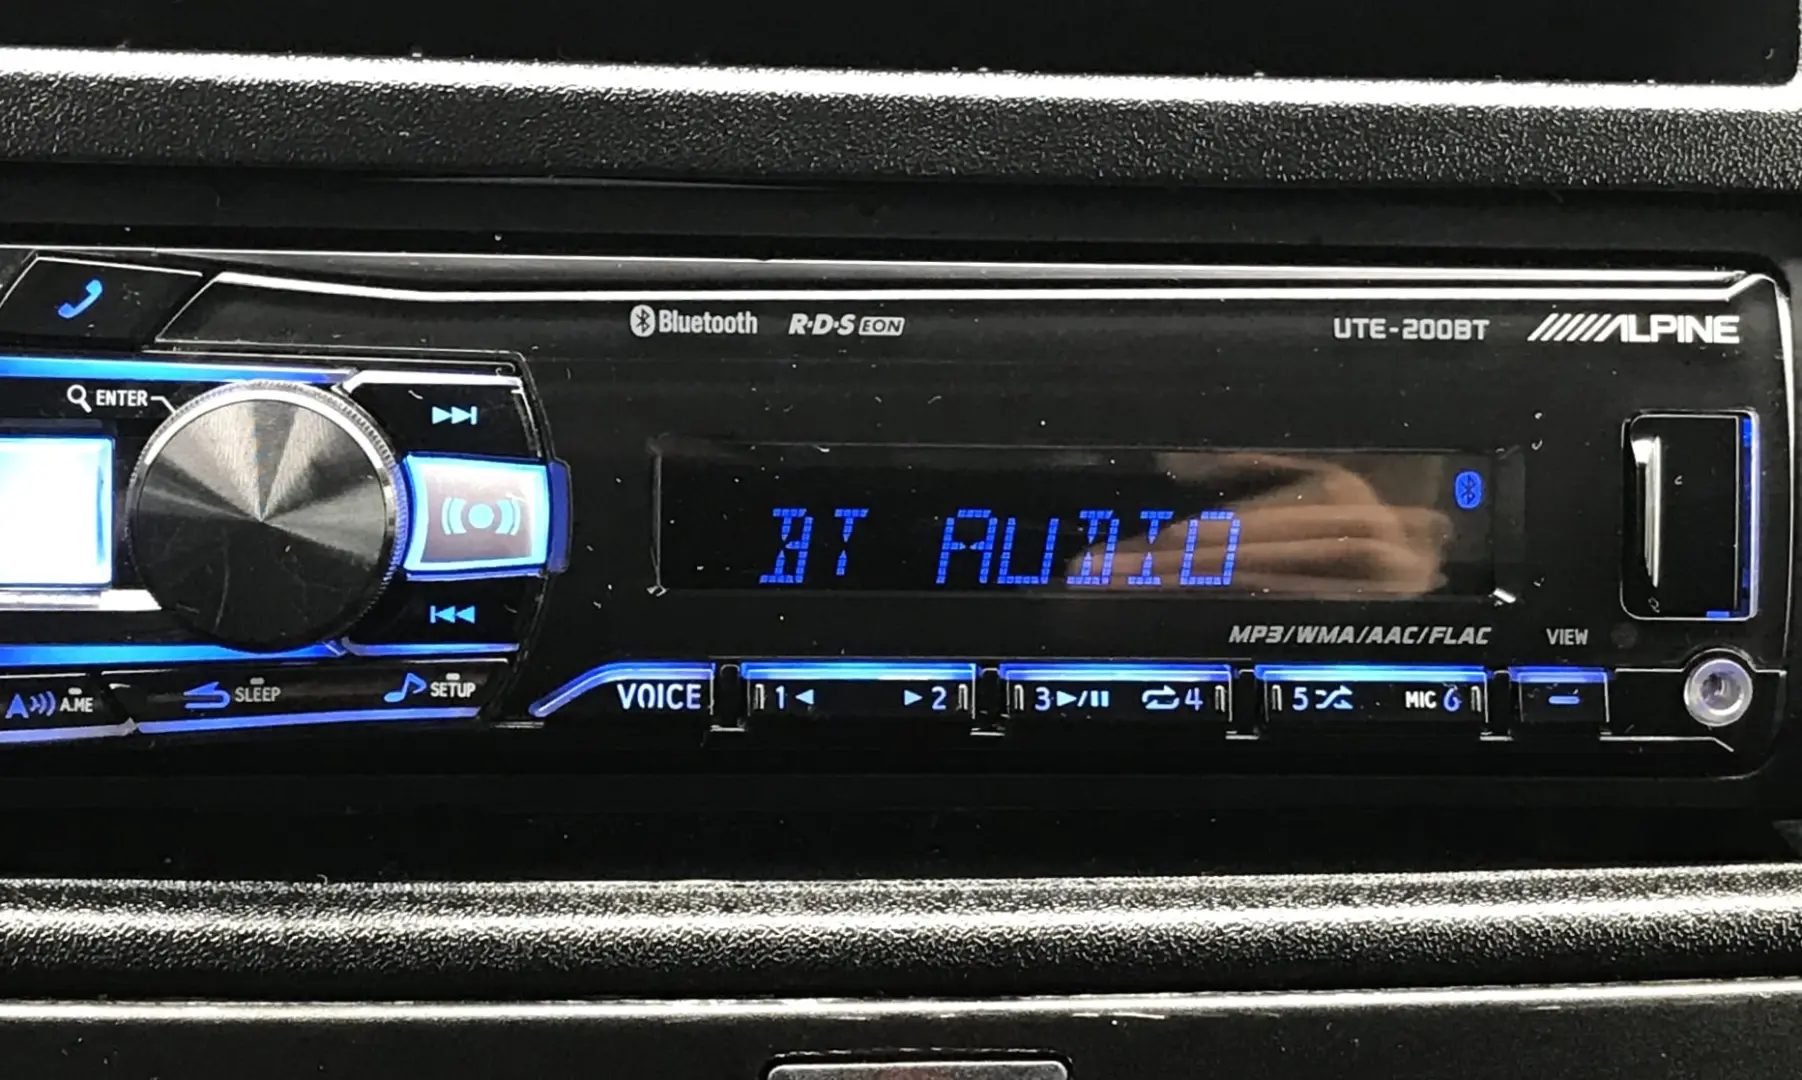 Bluetooth R·D·S EON UTE-200BT ALPINE
ENTER
BT AUDIO
MP3/WMA/AAC/FLAC VIEW
A.ME SLEEP SETUP VOICE 1 2 3 4 5 MIC 6